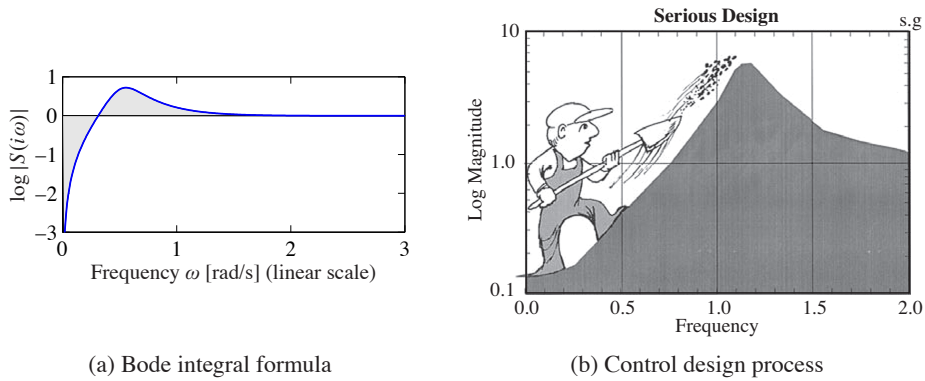 1
0
−1
−2
−3
0
1
2
3
log |S(iω)|
Frequency ω [rad/s] (linear scale)
(a) Bode integral formula
Serious Design
s.g
10
1.0
0.1
Log Magnitude
0.0
0.5
1.0
1.5
2.0
Frequency
(b) Control design process